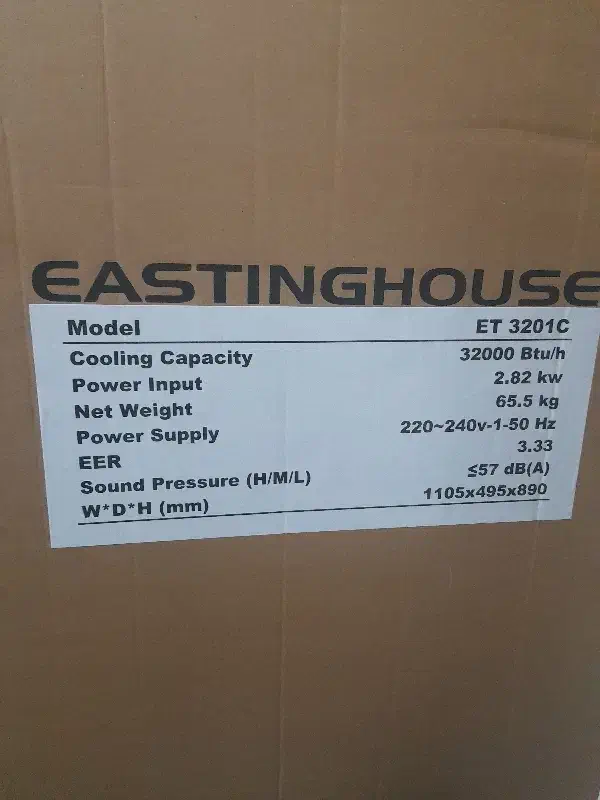 EASTINGHOUSE
Model ET 3201C
Cooling Capacity 32000 Btu/h
Power Input 2.82 kw
Net Weight 65.5 kg
Power Supply 220~240v-1-50 Hz
EER 3.33
Sound Pressure (H/M/L) ≤57 dB(A)
W*D*H (mm) 1105x495x890